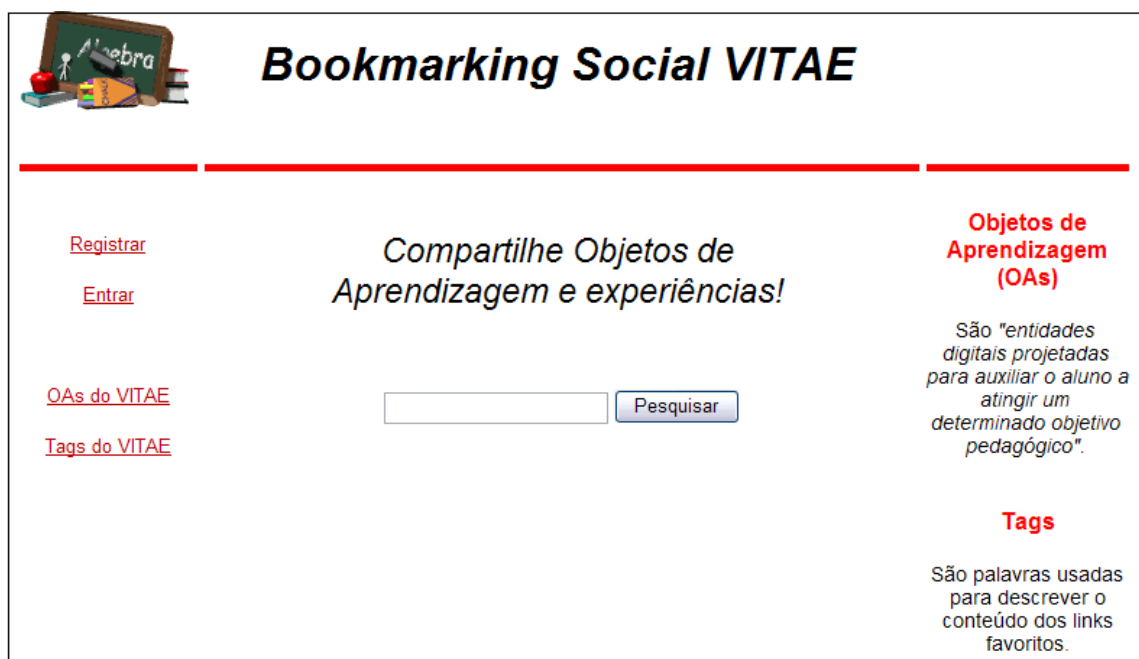 Algebra
CHALK
Bookmarking Social VITAE
Registrar
Entrar
OAs do VITAE
Tags do VITAE
Compartilhe Objetos de
Aprendizagem e experiências!
Pesquisar
Objetos de
Aprendizagem
(OAs)
São "entidades
digitais projetadas
para auxiliar o aluno a
atingir um
determinado objetivo
pedagógico".
Tags
São palavras usadas
para descrever o
conteúdo dos links
favoritos.